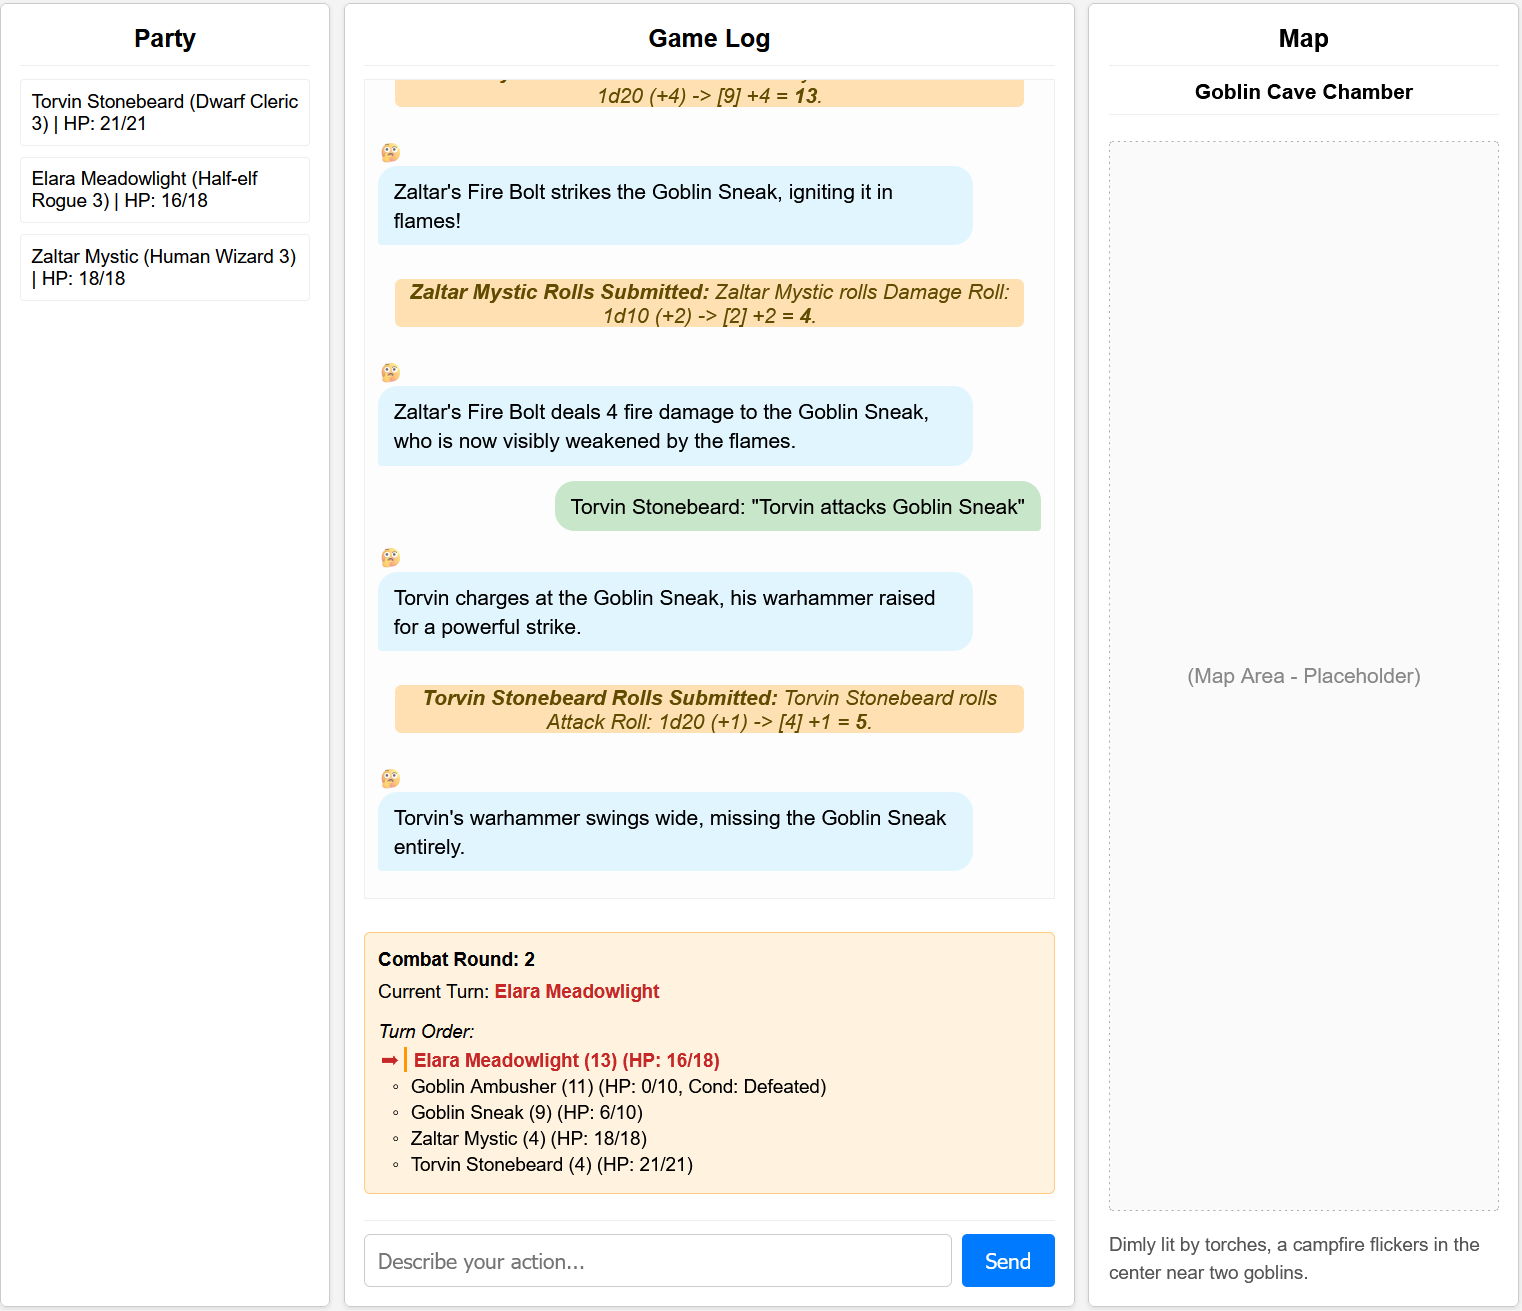 Party
Torvin Stonebeard (Dwarf Cleric
3) | HP: 21/21
Elara Meadowlight (Half-elf
Rogue 3) | HP: 16/18
Zaltar Mystic (Human Wizard 3)
| HP: 18/18
Game Log
1d20 (+4) -> [9] +4 = 13.
Zaltar's Fire Bolt strikes the Goblin Sneak, igniting it in
flames!
Zaltar Mystic Rolls Submitted: Zaltar Mystic rolls Damage Roll:
1d10 (+2) -> [2] +2 = 4.
Zaltar's Fire Bolt deals 4 fire damage to the Goblin Sneak,
who is now visibly weakened by the flames.
Torvin Stonebeard: "Torvin attacks Goblin Sneak"
Torvin charges at the Goblin Sneak, his warhammer raised
for a powerful strike.
Torvin Stonebeard Rolls Submitted: Torvin Stonebeard rolls
Attack Roll: 1d20 (+1) -> [4] +1 = 5.
Torvin's warhammer swings wide, missing the Goblin Sneak
entirely.
Combat Round: 2
Current Turn: Elara Meadowlight
Turn Order:
Elara Meadowlight (13) (HP: 16/18)
Goblin Ambusher (11) (HP: 0/10, Cond: Defeated)
Goblin Sneak (9) (HP: 6/10)
Zaltar Mystic (4) (HP: 18/18)
Torvin Stonebeard (4) (HP: 21/21)
Describe your action...
Send
Map
Goblin Cave Chamber
(Map Area - Placeholder)
Dimly lit by torches, a campfire flickers in the
center near two goblins.